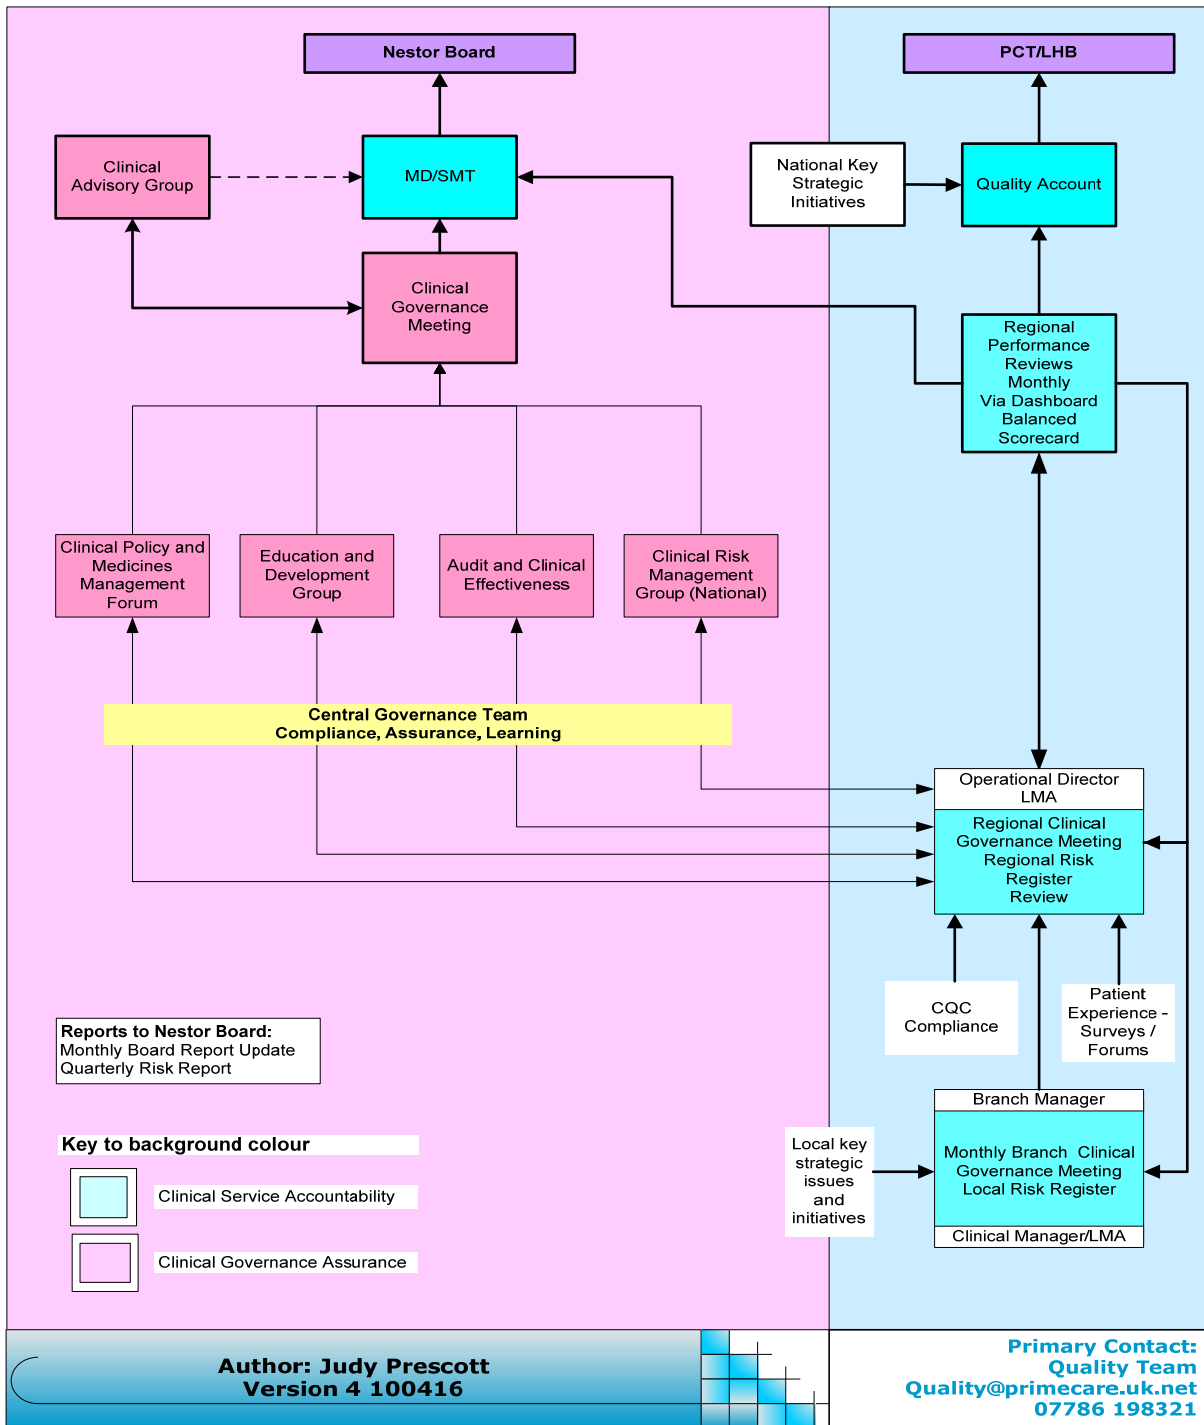 Nestor Board
PCT/LHB
Clinical
Advisory Group
MD/SMT
National Key
Strategic
Initiatives
Quality Account
Clinical
Governance
Meeting
Regional
Performance
Reviews
Monthly
Via Dashboard
Balanced
Scorecard
Clinical Policy and
Medicines
Management
Forum
Education and
Development
Group
Audit and Clinical
Effectiveness
Clinical Risk
Management
Group (National)
Central Governance Team
Compliance, Assurance, Learning
Operational Director
LMA
Regional Clinical
Governance Meeting
Regional Risk
Register
Review
CQC
Compliance
Patient
Experience -
Surveys /
Forums
Reports to Nestor Board:
Monthly Board Report Update
Quarterly Risk Report
Branch Manager
Monthly Branch Clinical
Governance Meeting
Local Risk Register
Clinical Manager/LMA
Local key
strategic
issues
and
initiatives
Key to background colour
Clinical Service Accountability
Clinical Governance Assurance
Author: Judy Prescott
Version 4 100416
Primary Contact:
Quality Team
Quality@primecare.uk.net
07786 198321